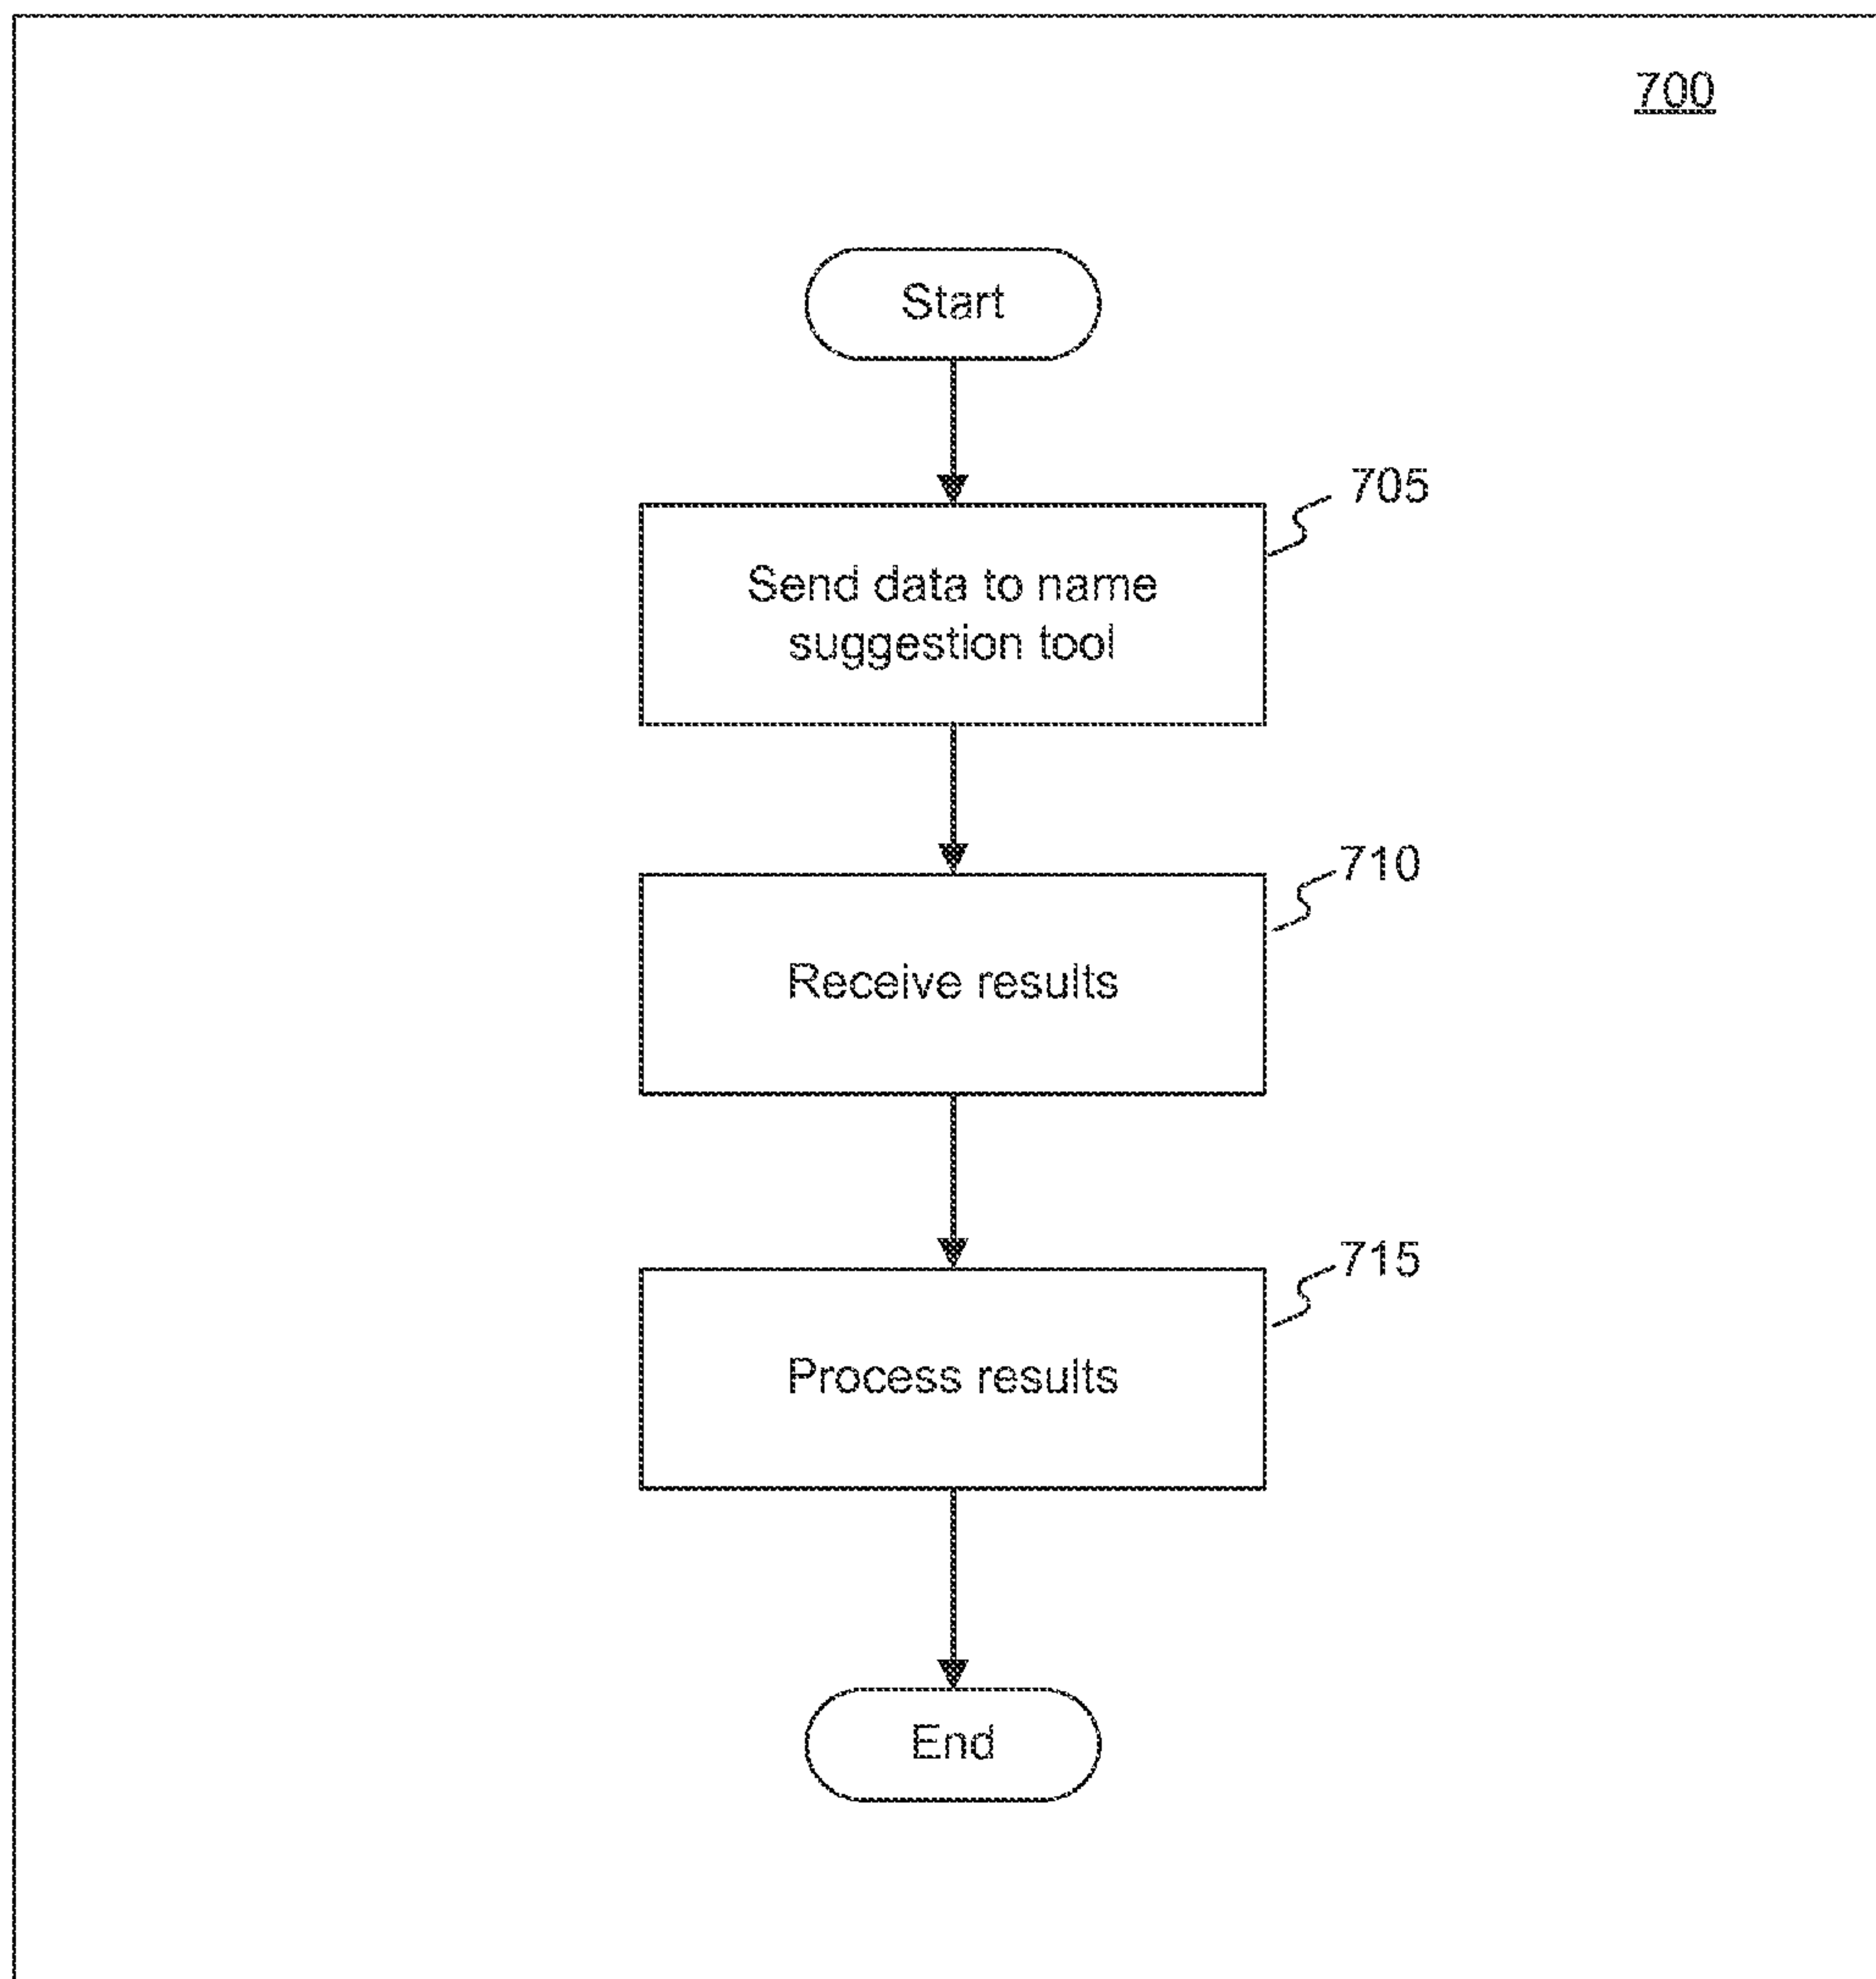 700
Start
705
Send data to name
suggestion tool
710
Receive results
715
Process results
End